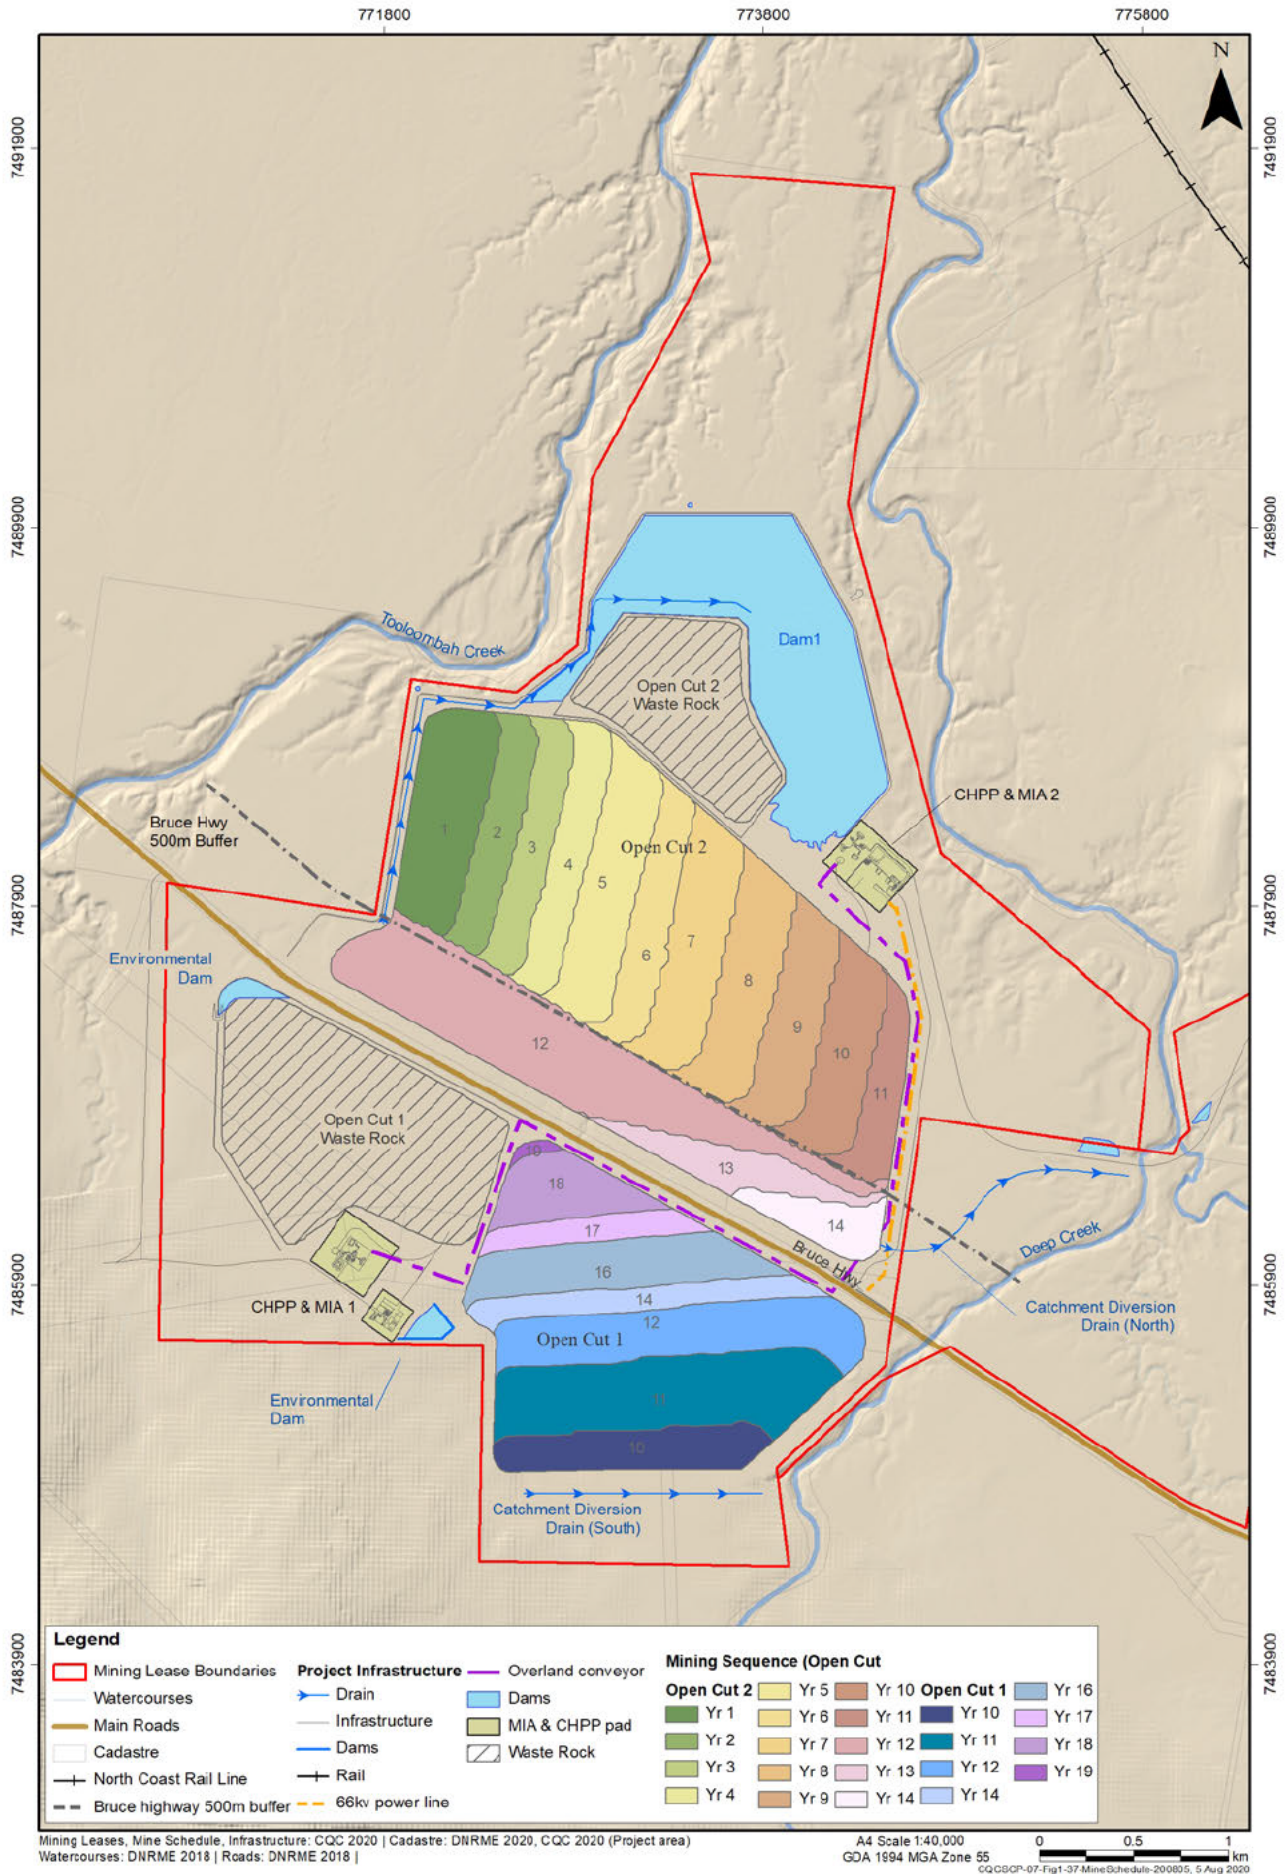 771800
773800
775800
N
7491900
7491900
7489900
7489900
Tooloombah Creek
Dam1
Open Cut 2
Waste Rock
CHPP & MIA 2
Bruce Hwy
500m Buffer
1
2
3
4
5
Open Cut 2
6
7
8
9
10
11
7487900
7487900
Environmental
Dam
12
Open Cut 1
Waste Rock
13
14
19
18
17
16
14
12
Open Cut 1
11
10
Bruce Hwy
Deep Creek
7485900
7485900
CHPP & MIA 1
Catchment Diversion
Drain (North)
Environmental
Dam
Catchment Diversion
Drain (South)
7483900
7483900
Legend
Mining Lease Boundaries
Watercourses
Main Roads
Cadastre
North Coast Rail Line
Bruce highway 500m buffer
Project Infrastructure
Drain
Infrastructure
Dams
Rail
66kv power line
Overland conveyor
Dams
MIA & CHPP pad
Waste Rock
Mining Sequence (Open Cut
Open Cut 2
Yr 1
Yr 2
Yr 3
Yr 4
Yr 5
Yr 6
Yr 7
Yr 8
Yr 9
Yr 10
Yr 11
Yr 12
Yr 13
Yr 14
Open Cut 1
Yr 10
Yr 11
Yr 12
Yr 14
Yr 16
Yr 17
Yr 18
Yr 19
Mining Leases, Mine Schedule, Infrastructure: CQC 2020 | Cadastre: DNRME 2020, CQC 2020 (Project area)
Watercourses: DNRME 2018 | Roads: DNRME 2018 |
A4 Scale 1:40,000
GDA 1994 MGA Zone 55
0 0.5 1
km
CQCSCP-07-Fig1-37-MineSchedule-200805, 5 Aug 2020